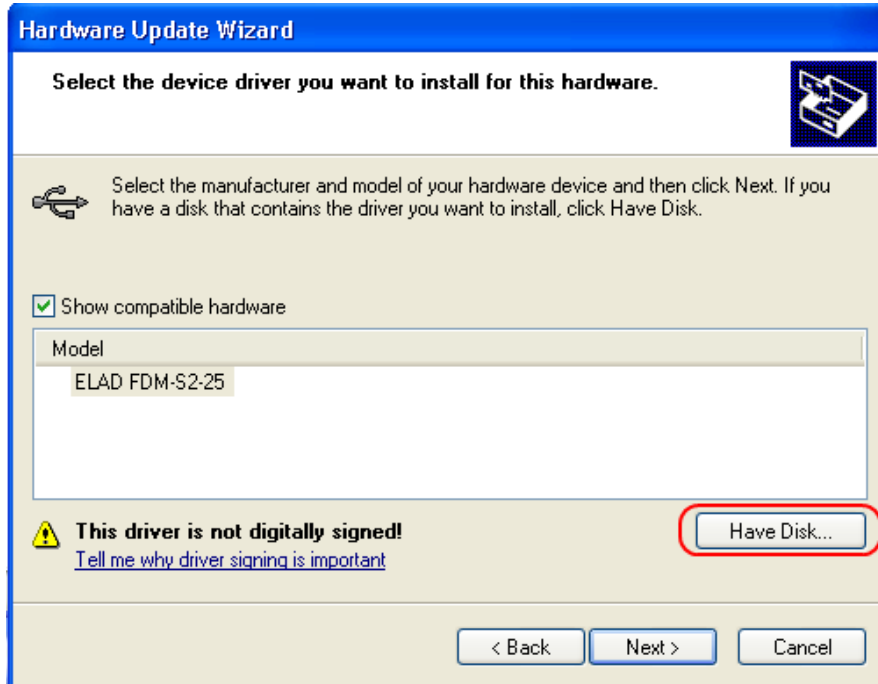 Hardware Update Wizard
Select the device driver you want to install for this hardware.
Select the manufacturer and model of your hardware device and then click Next. If you
have a disk that contains the driver you want to install, click Have Disk.
Show compatible hardware
Model
ELAD FDM-S2-25
This driver is not digitally signed!
Have Disk...
Tell me why driver signing is important
< Back
Next >
Cancel